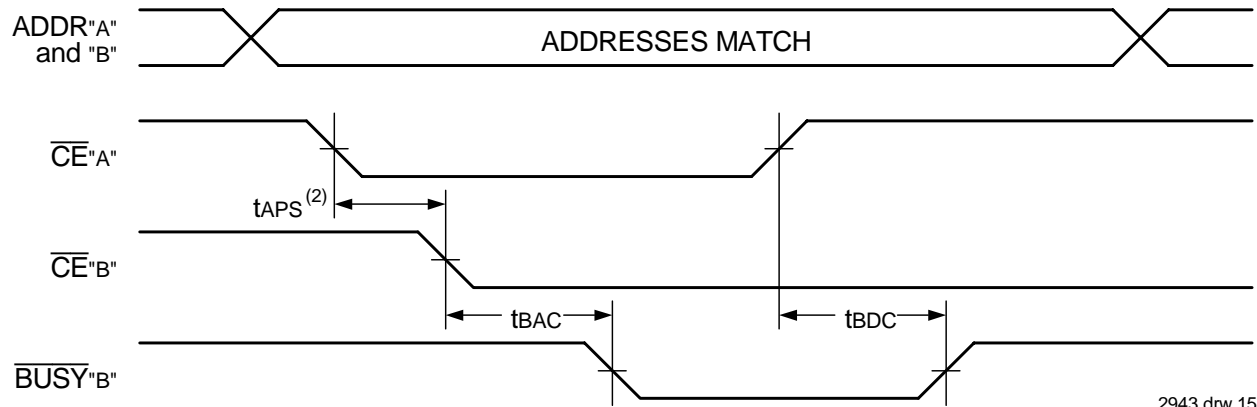 ADDR"A"
and "B"
ADDRESSES MATCH
CE"A"
tAPS (2)
CE"B"
tBAC
tBDC
BUSY"B"
2943 drw 15